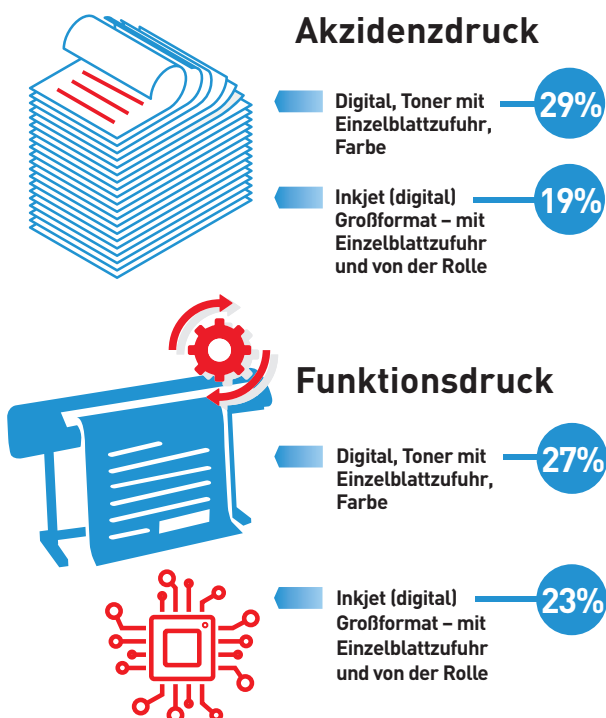 Akzidenzdruck
Digital, Toner mit
Einzelblattzufuhr,
Farbe
29%
Inkjet (digital)
Großformat – mit
Einzelblattzufuhr
und von der Rolle
19%
Funktionsdruck
Digital, Toner mit
Einzelblattzufuhr,
Farbe
27%
Inkjet (digital)
Großformat – mit
Einzelblattzufuhr
und von der Rolle
23%